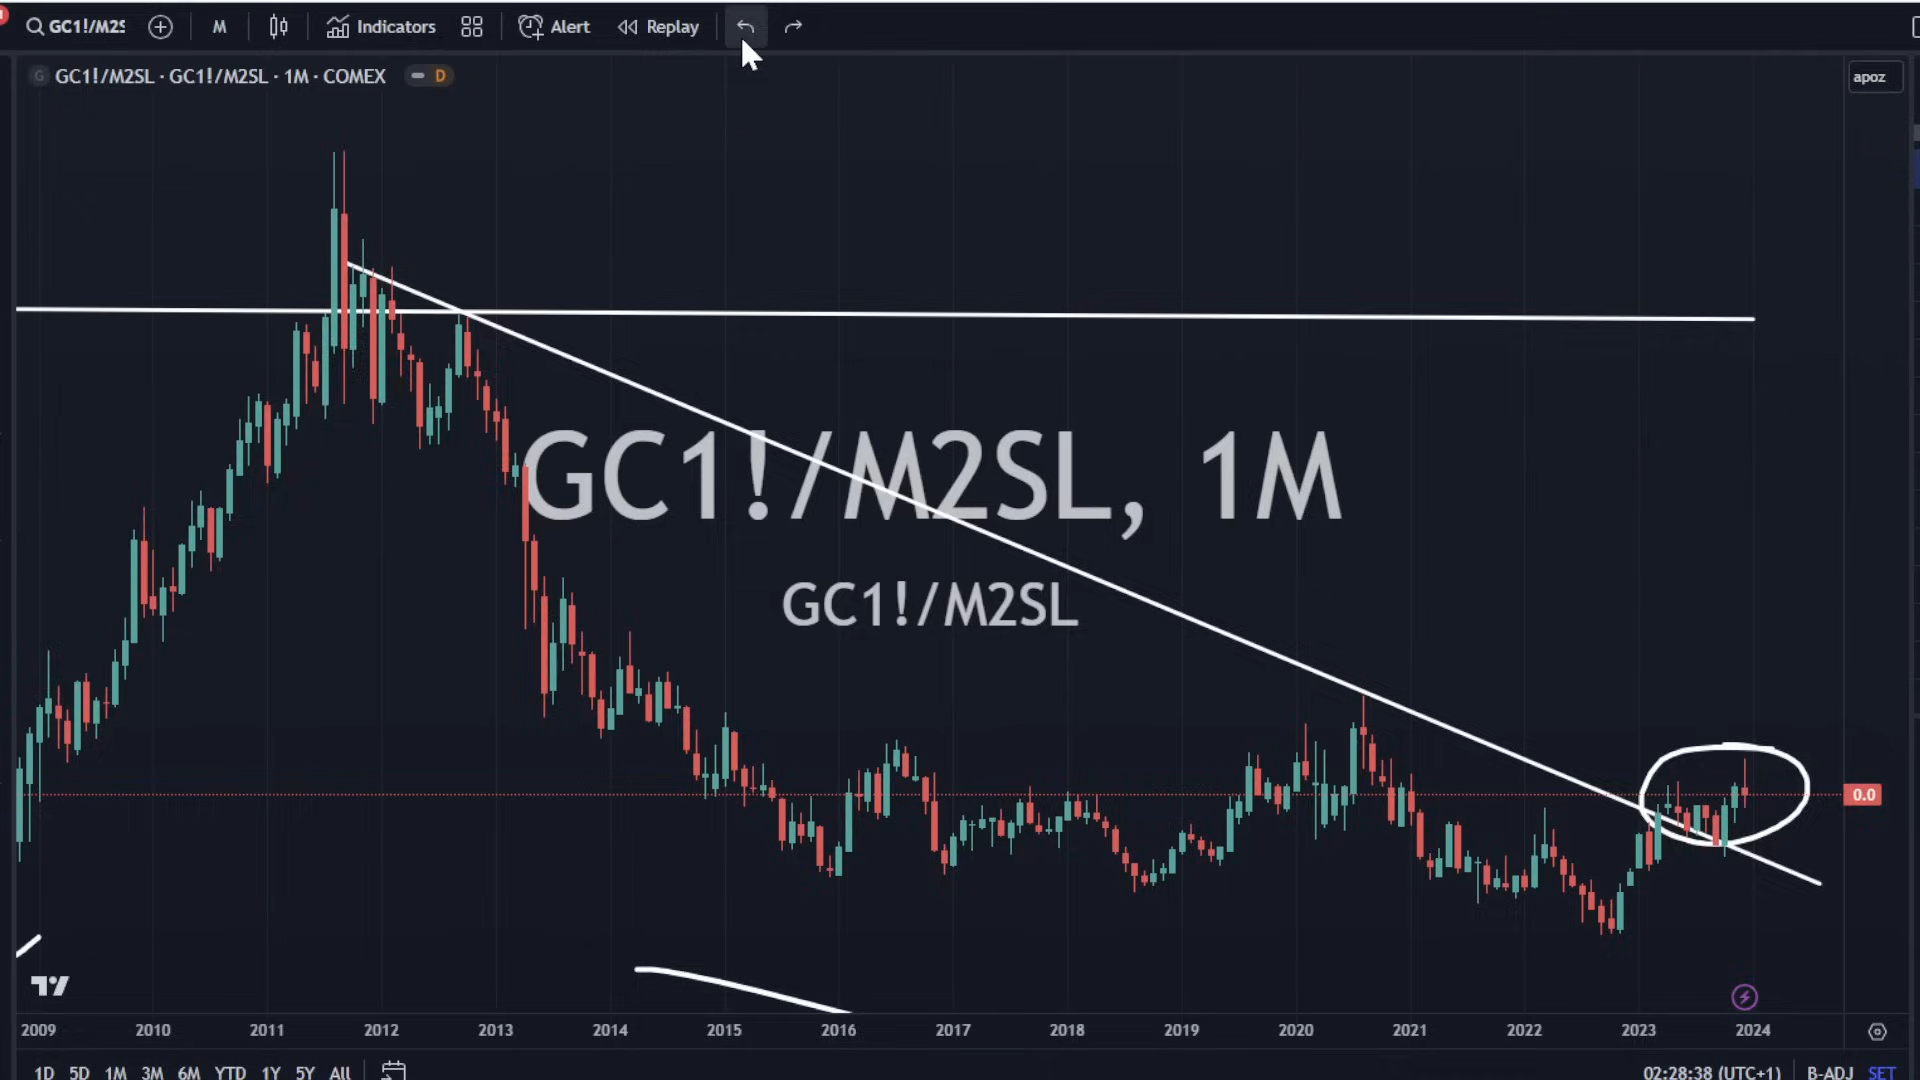 GC1!/M2S
M
Indicators
Alert
Replay
G GC1!/M2SL · GC1!/M2SL · 1M · COMEX
D
apoz
GC1!/M2SL, 1M
GC1!/M2SL
0.0
2009 2010 2011 2012 2013 2014 2015 2016 2017 2018 2019 2020 2021 2022 2023 2024
1D 5D 1M 3M 6M YTD 1Y 5Y All
02:28:38 (UTC+1) B-ADJ SET